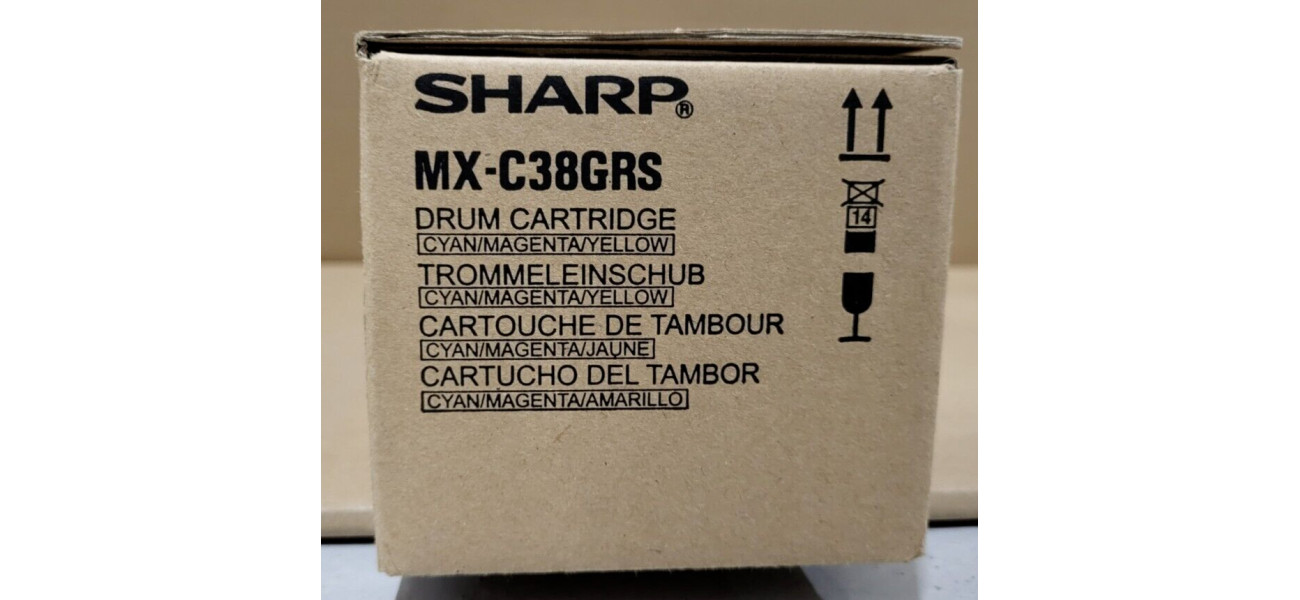 SHARP®
MX-C38GRS
DRUM CARTRIDGE
CYAN/MAGENTA/YELLOW
TROMMELEINSCHUB
CYAN/MAGENTA/YELLOW
CARTOUCHE DE TAMBOUR
CYAN/MAGENTA/JAUNE
CARTUCHO DEL TAMBOR
CYAN/MAGENTA/AMARILLO
14